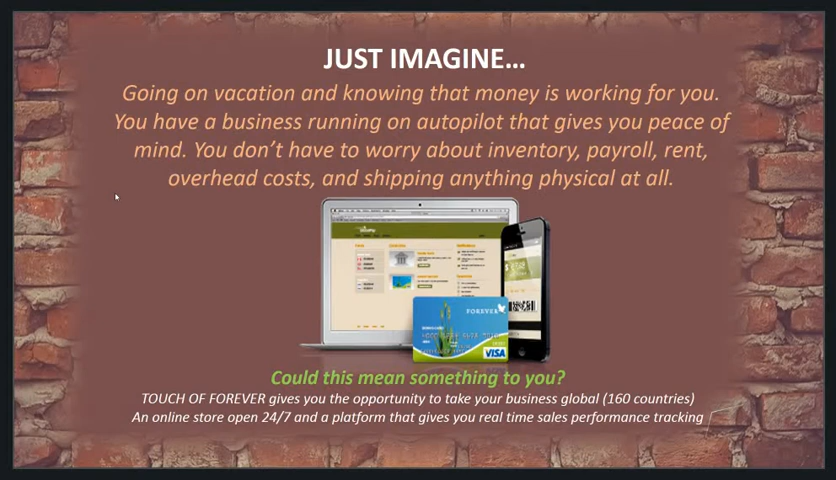 JUST IMAGINE…
Going on vacation and knowing that money is working for you.
You have a business running on autopilot that gives you peace of
mind. You don't have to worry about inventory, payroll, rent,
overhead costs, and shipping anything physical at all.
FOREVER
VISA
Could this mean something to you?
TOUCH OF FOREVER gives you the opportunity to take your business global (160 countries)
An online store open 24/7 and a platform that gives you real time sales performance tracking